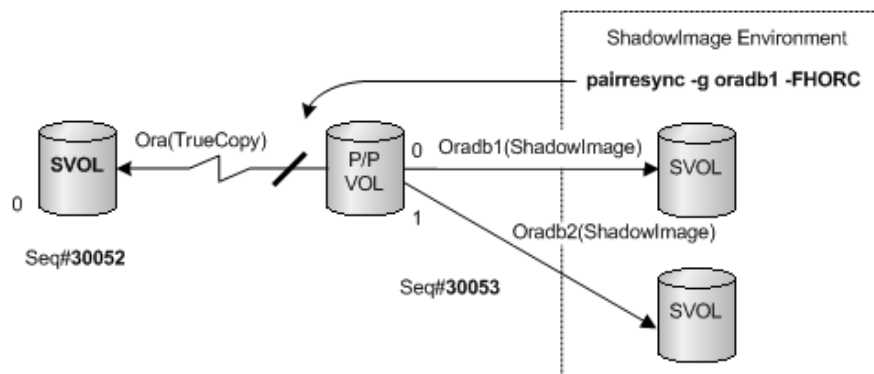 ShadowImage Environment
pairresync -g oradb1 -FHORC
Ora(TrueCopy)
SVOL
0
Seq#30052
P/P
VOL
0
1
Oradb1(ShadowImage)
SVOL
Oradb2(ShadowImage)
Seq#30053
SVOL